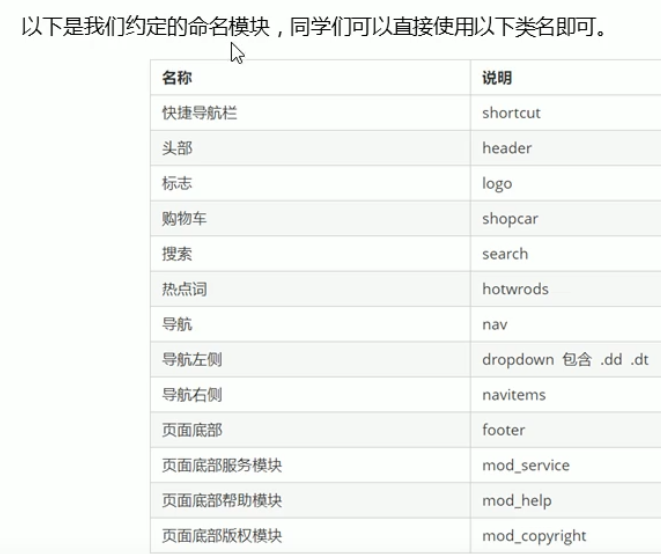 以下是我们约定的命名模块，同学们可以直接使用以下类名即可。
名称 说明
快捷导航栏 shortcut
头部 header
标志 logo
购物车 shopcar
搜索 search
热点词 hotwrods
导航 nav
导航左侧 dropdown 包含 .dd .dt
导航右侧 navitems
页面底部 footer
页面底部服务模块 mod_service
页面底部帮助模块 mod_help
页面底部版权模块 mod_copyright